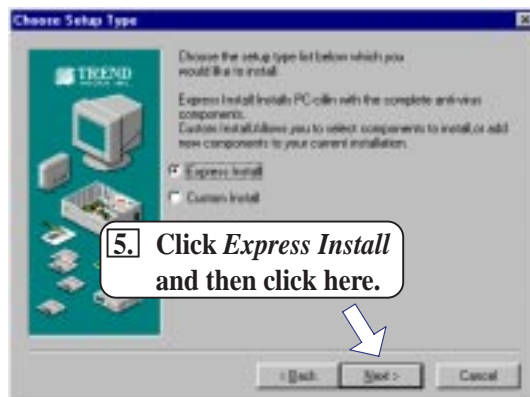 Choose Setup Type
TREND
MICRO, INC.
Choose the setup type list below which you
would like to install.
Express Install:Installs PC-cillin with the complete anti-virus
components.
Custom Install:Allows you to select components to install,or add
new components to your current installation.
Express Install
Custom Install
5. Click Express Install
and then click here.
< Back
Next >
Cancel